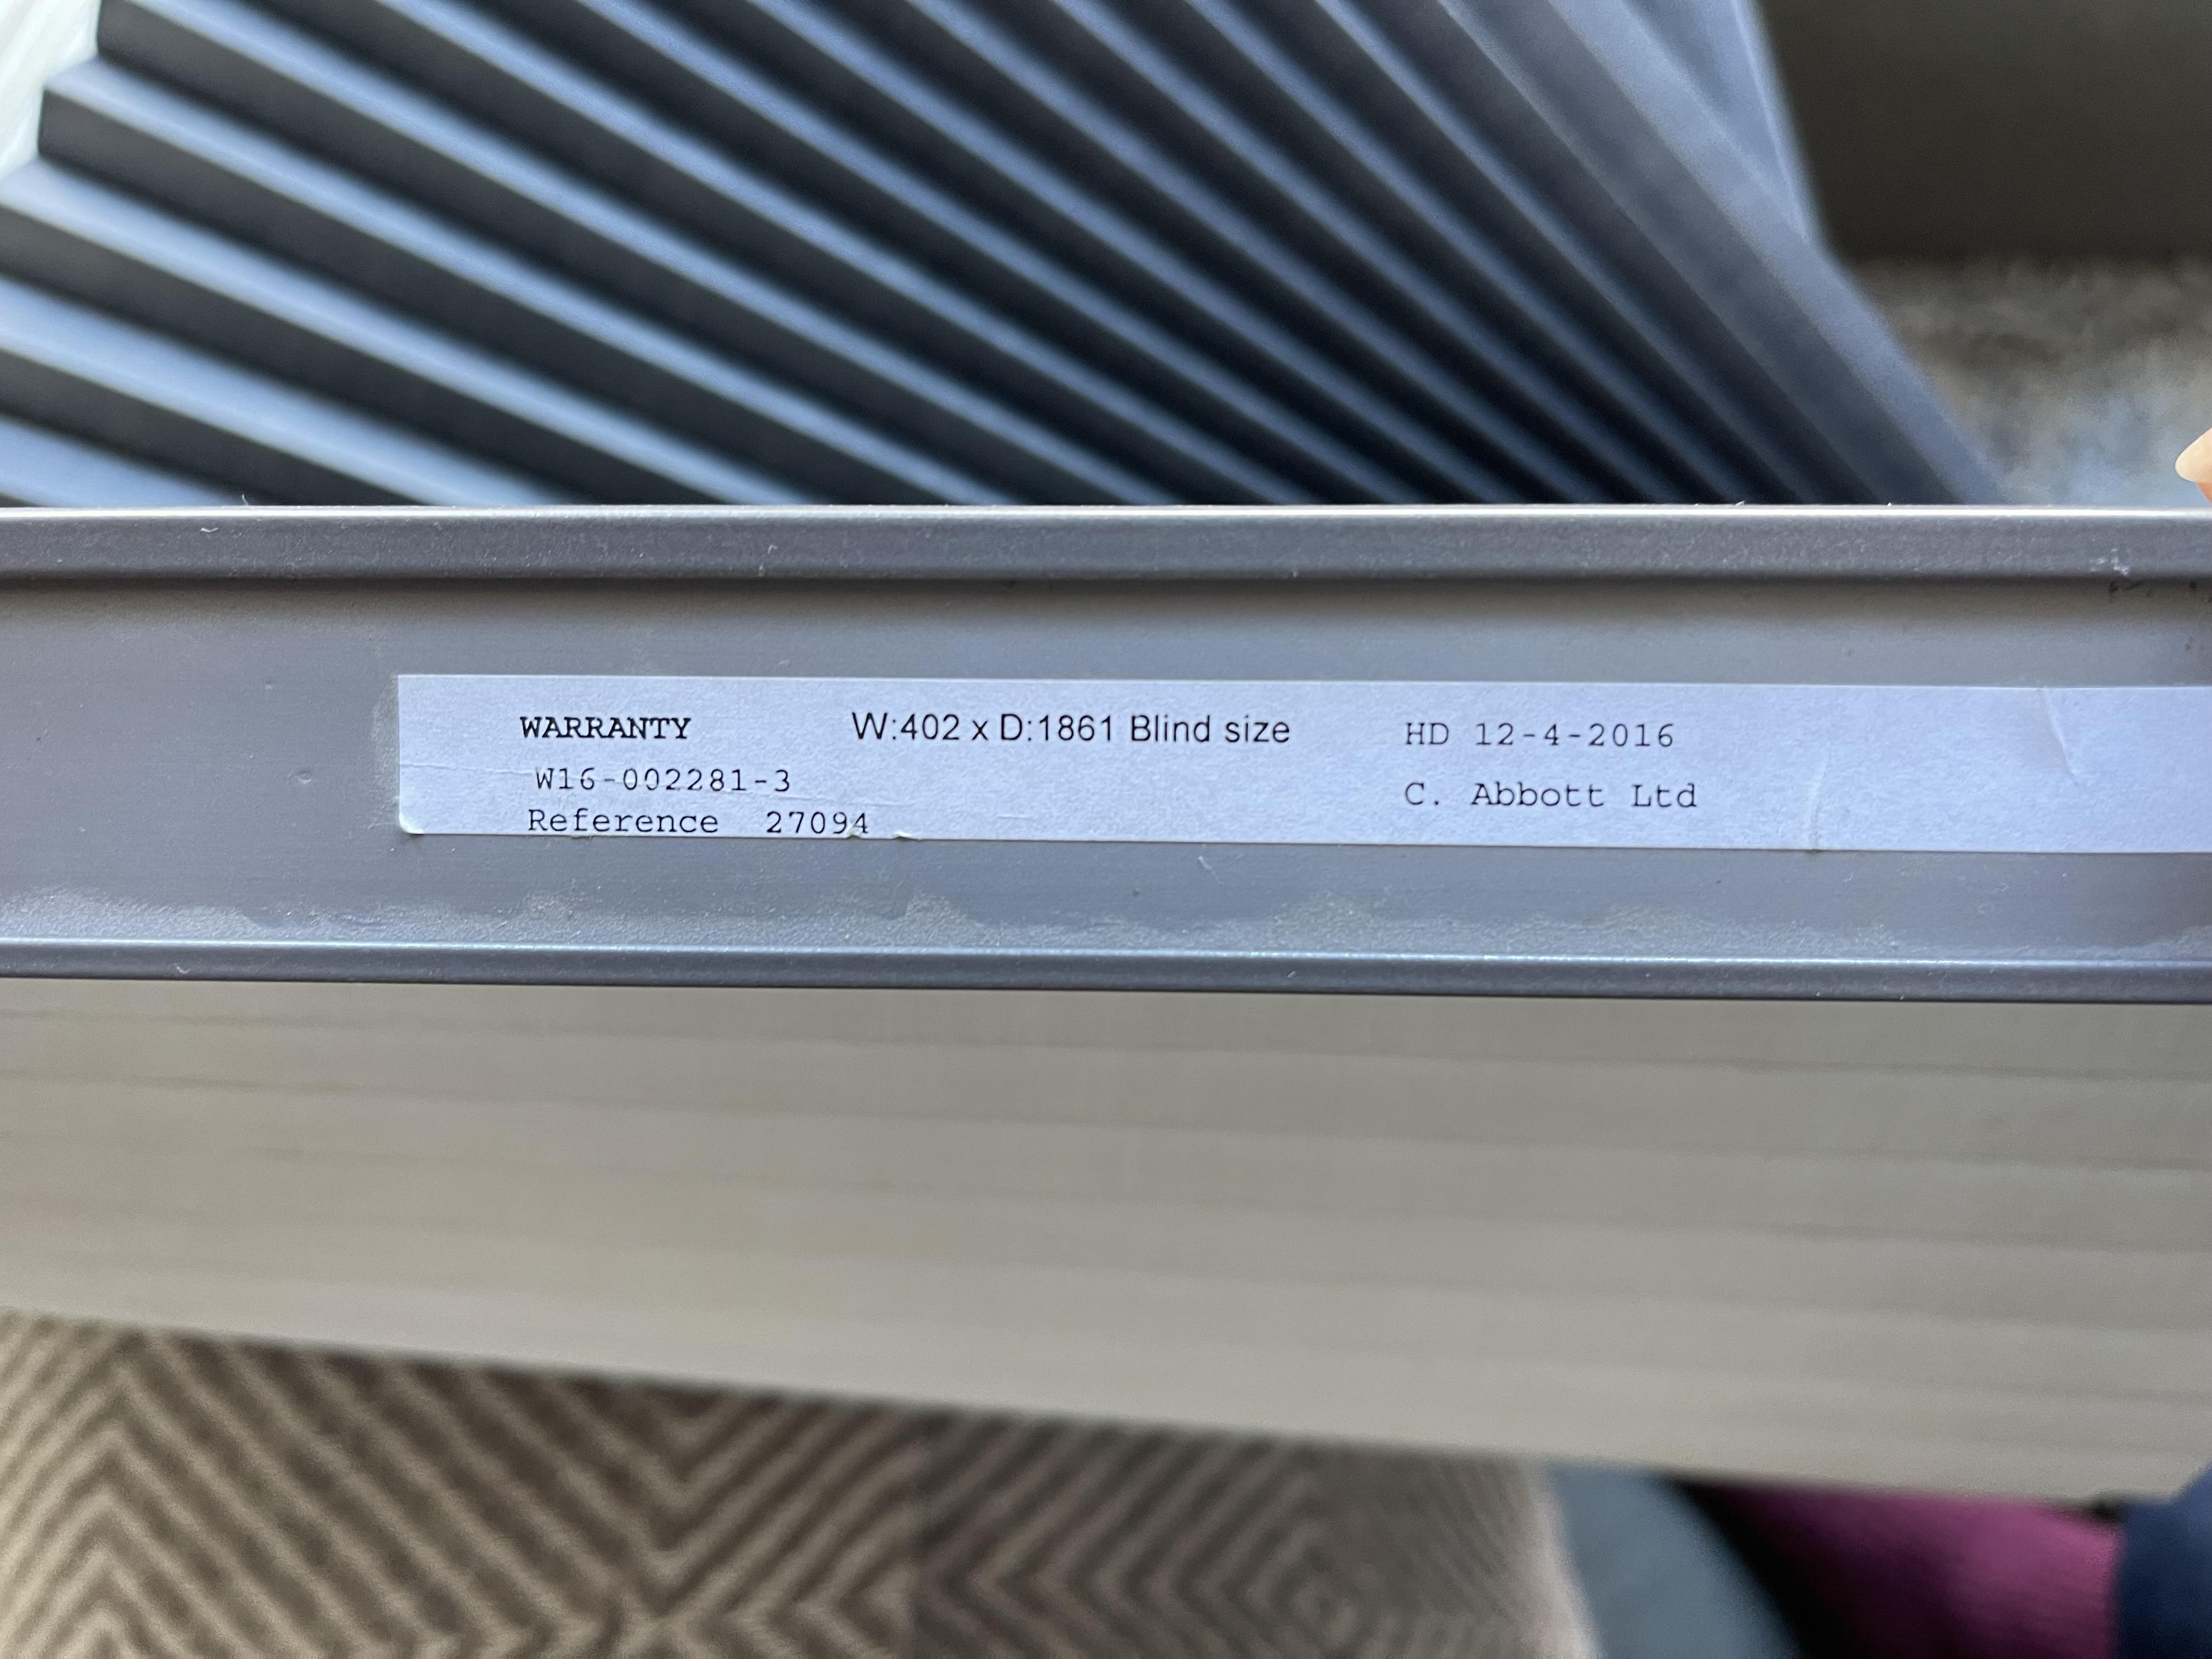 WARRANTY
W:402 x D:1861 Blind size
HD 12-4-2016
W16-002281-3
C. Abbott Ltd
Reference 27094